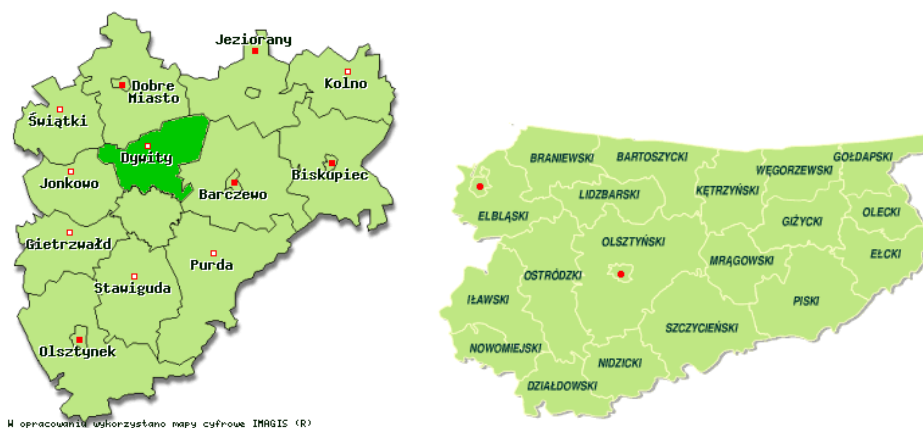 Jeziorany
Dobre
Miasto
Kolno
Świątki
Dywity
Jonkowo
Barczewo
Biskupiec
Gietrzwałd
Purda
Stawiguda
Olsztynek
W opracowaniu wykorzystano mapy cyfrowe IMAGIS (R)
BRANIEWSKI
BARTOSZYCKI
GOŁDAPSKI
WĘGORZEWSKI
LIDZBARSKI
KĘTRZYŃSKI
ELBLĄSKI
GIŻYCKI
OLECKI
OLSZTYŃSKI
EŁCKI
MRĄGOWSKI
OSTRÓDZKI
IŁAWSKI
PISKI
SZCZYCIEŃSKI
NOWOMIEJSKI
NIDZICKI
DZIAŁDOWSKI